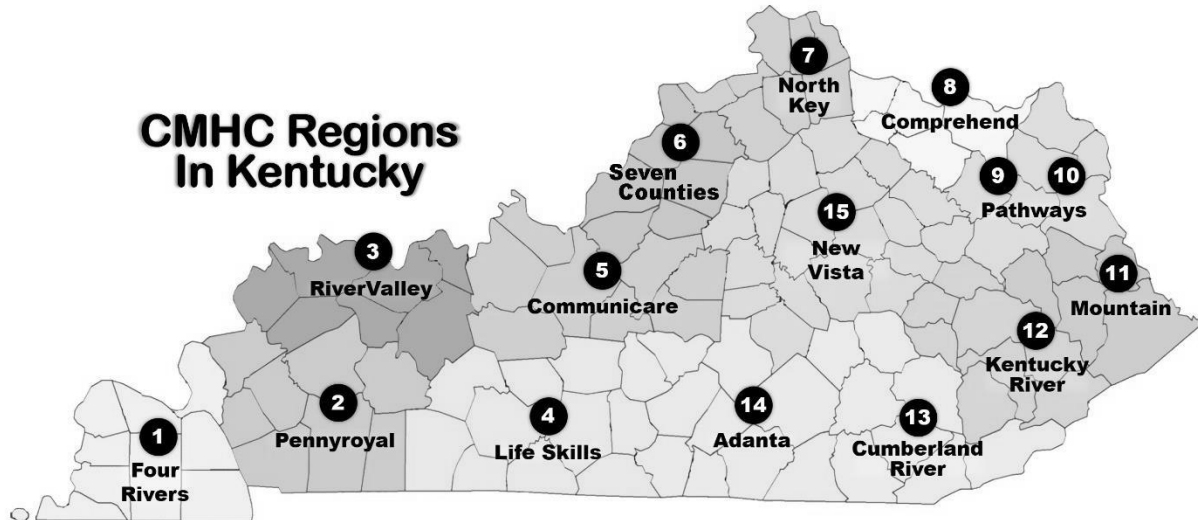 CMHC Regions
In Kentucky
7
North
Key
8
Comprehend
6
Seven
Counties
9
10
Pathways
15
New
Vista
3
RiverValley
5
Communicare
11
Mountain
12
Kentucky
River
2
Pennyroyal
4
Life Skills
14
Adanta
13
Cumberland
River
1
Four
Rivers